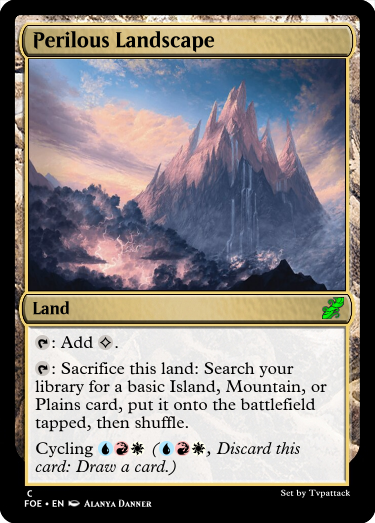 Perilous Landscape
Land
: Add .
: Sacrifice this land: Search your
library for a basic Island, Mountain, or
Plains card, put it onto the battlefield
tapped, then shuffle.
Cycling (, Discard this
card: Draw a card.)
C
FOE • EN Alanya Danner
Set by Tvpattack